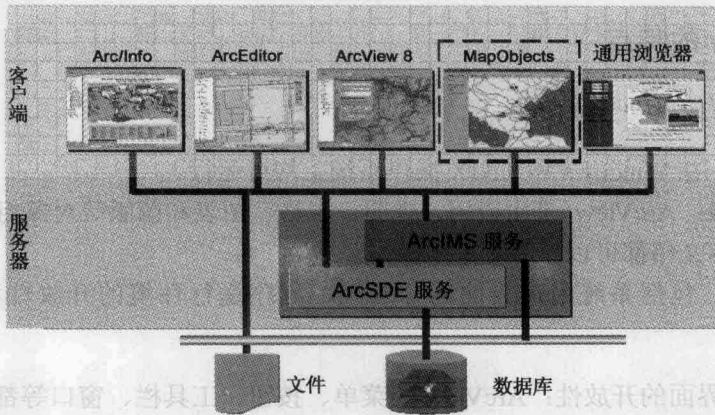 Arc/Info ArcEditor ArcView 8 MapObjects 通用浏览器
客户端
服务器
ArcIMS 服务
ArcSDE 服务
文件 数据库